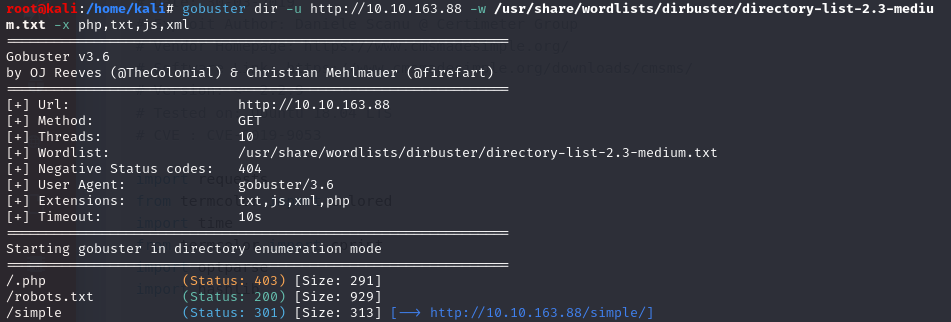 root@kali:/home/kali# gobuster dir -u http://10.10.163.88 -w /usr/share/wordlists/dirbuster/directory-list-2.3-mediu
m.txt -x php,txt,js,xml
===============================================================
Gobuster v3.6
by OJ Reeves (@TheColonial) & Christian Mehlmauer (@firefart)
===============================================================
[+] Url:                     http://10.10.163.88
[+] Method:                  GET
[+] Threads:                 10
[+] Wordlist:                /usr/share/wordlists/dirbuster/directory-list-2.3-medium.txt
[+] Negative Status codes:   404
[+] User Agent:              gobuster/3.6
[+] Extensions:              txt,js,xml,php
[+] Timeout:                 10s
===============================================================
Starting gobuster in directory enumeration mode
===============================================================
/.php                 (Status: 403) [Size: 291]
/robots.txt           (Status: 200) [Size: 929]
/simple               (Status: 301) [Size: 313] [--> http://10.10.163.88/simple/]